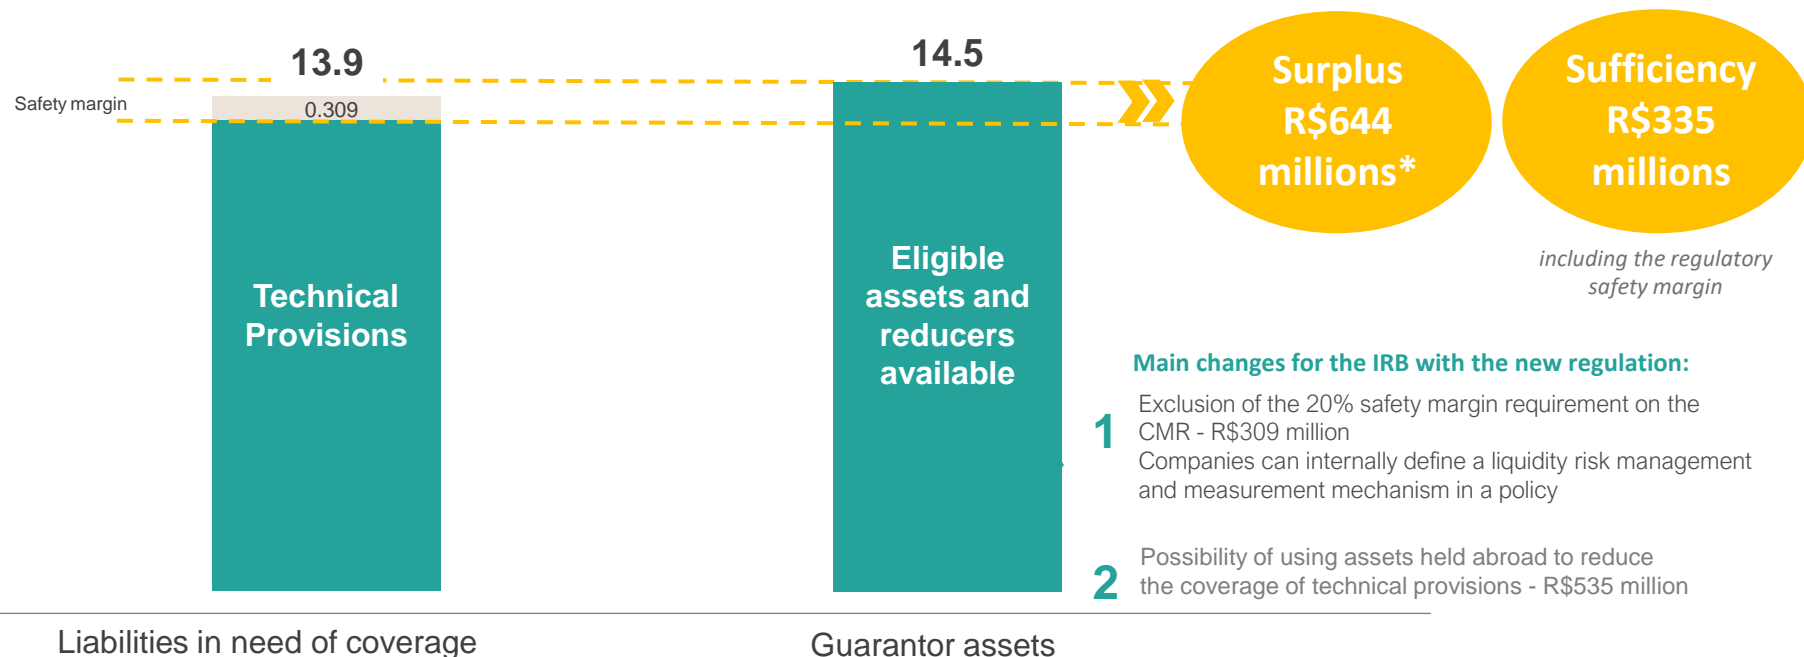 13.9
14.5
Safety margin
0.309
Technical
Provisions
Eligible
assets and
reducers
available
Surplus
R$644
millions*
Sufficiency
R$335
millions
including the regulatory
safety margin
Main changes for the IRB with the new regulation:
1
Exclusion of the 20% safety margin requirement on the
CMR - R$309 million
Companies can internally define a liquidity risk management
and measurement mechanism in a policy
2
Possibility of using assets held abroad to reduce
the coverage of technical provisions - R$535 million
Liabilities in need of coverage
Guarantor assets